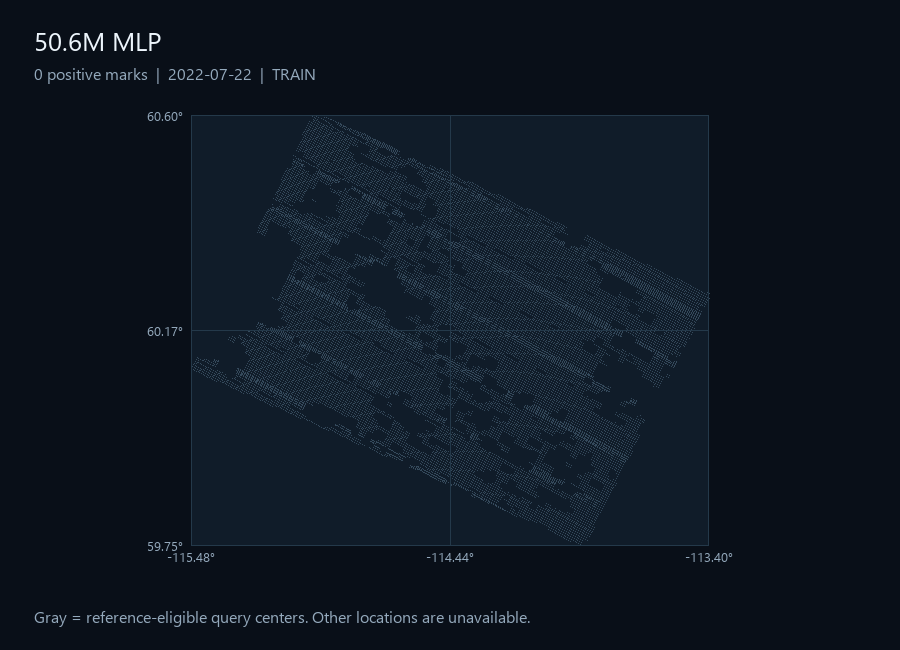 50.6M MLP
0 positive marks | 2022-07-22 | TRAIN
60.60°
60.17°
59.75°
-115.48° -114.44° -113.40°
Gray = reference-eligible query centers. Other locations are unavailable.